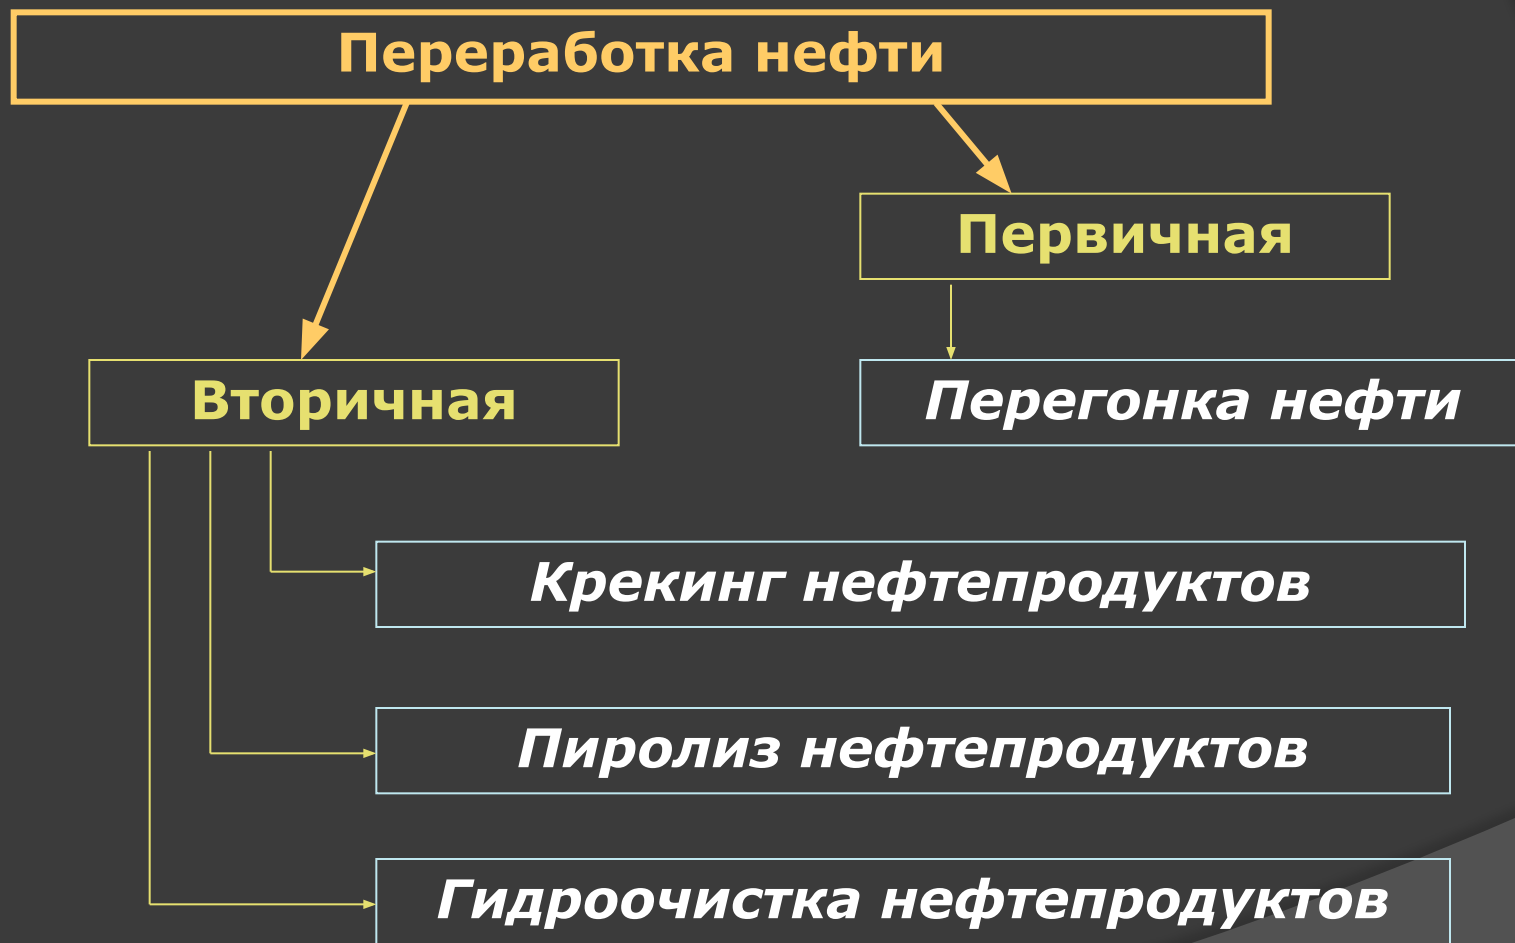 Переработка нефти
Первичная
Вторичная
Перегонка нефти
Крекинг нефтепродуктов
Пиролиз нефтепродуктов
Гидроочистка нефтепродуктов